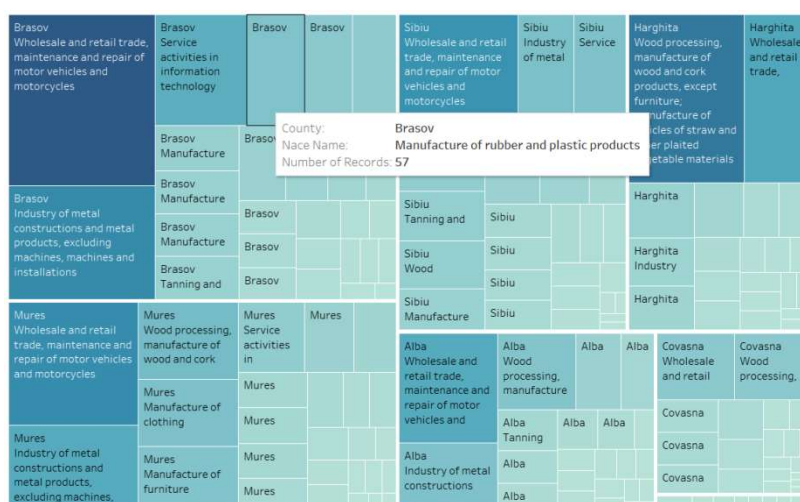 Brasov
Wholesale and retail trade,
maintenance and repair of
motor vehicles and
motorcycles
Brasov
Service
activities in
information
technology
Brasov
Brasov
Brasov
Manufacture
Brasov
Brasov
Manufacture
Brasov
Manufacture
Brasov
Tanning and
Brasov
Brasov
Brasov
Brasov
Industry of metal
constructions and metal
products, excluding
machines, machines and
installations
County: Brasov
Nace Name: Manufacture of rubber and plastic products
Number of Records: 57
Sibiu
Wholesale and retail
trade, maintenance
and repair of motor
vehicles and
motorcycles
Sibiu
Industry
of metal
Sibiu
Service
Sibiu
Tanning and
Sibiu
Wood
Sibiu
Manufacture
Sibiu
Sibiu
Sibiu
Sibiu
Harghita
Wood processing,
manufacture of
wood and cork
products, except
furniture;
manufacture of
of straw and
plaited
materials
Harghita
Wholesale
and retail
trade,
Harghita
Harghita
Industry
Harghita
Mures
Wholesale and retail
trade, maintenance and
repair of motor vehicles
and motorcycles
Mures
Industry of metal
constructions and
metal products,
excluding machines,
Mures
Wood processing,
manufacture of
wood and cork
Mures
Manufacture of
clothing
Mures
Manufacture of
furniture
Mures
Service
activities
in
Mures
Mures
Mures
Mures
Mures
Alba
Wholesale and
retail trade,
maintenance and
repair of motor
vehicles and
Alba
Industry of metal
constructions
Alba
Wood
processing,
manufacture
Alba
Alba
Alba
Tanning
Alba
Alba
Alba
Alba
Covasna
Wholesale
and retail
Covasna
Wood
processing,
Covasna
Covasna
Covasna